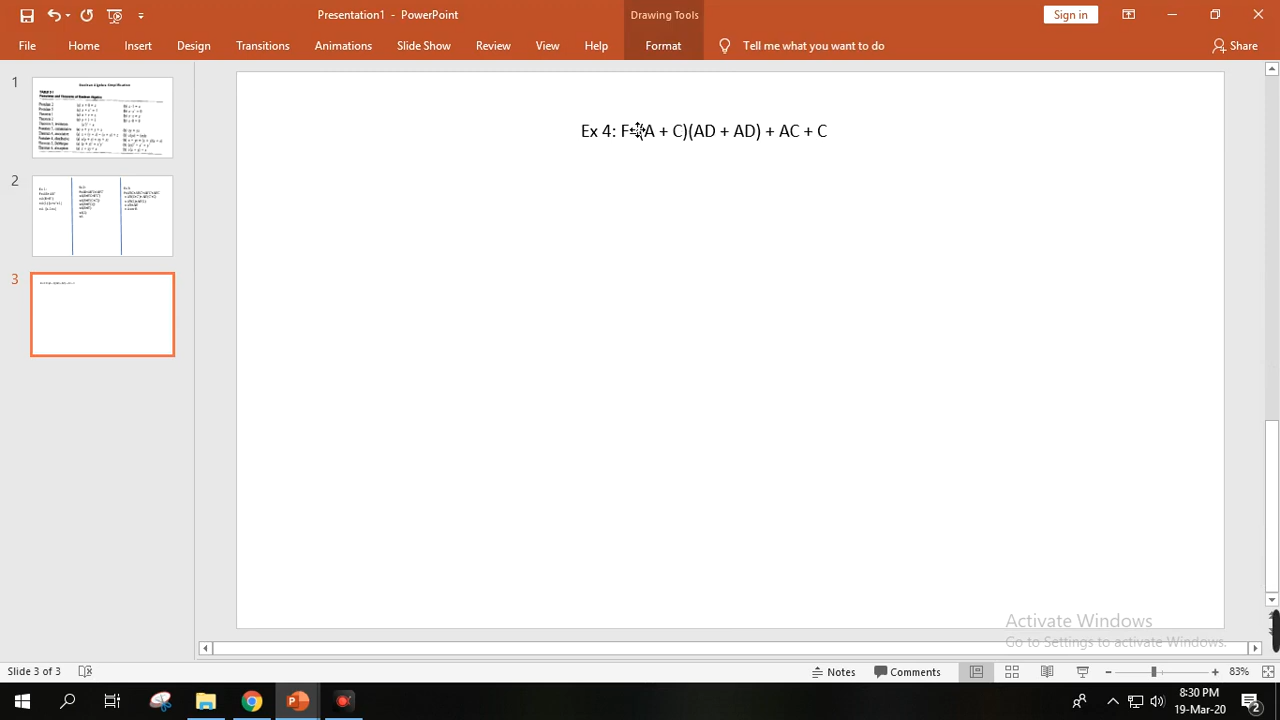 Presentation1 - PowerPoint
Drawing Tools
Sign in
File Home Insert Design Transitions Animations Slide Show Review View Help Format Tell me what you want to do Share
1
2
3
Ex 4: F=(A + C)(AD + AD) + AC + C
Activate Windows
Go to Settings to activate Windows.
Slide 3 of 3
Notes
Comments
83%
8:30 PM
19-Mar-20
2